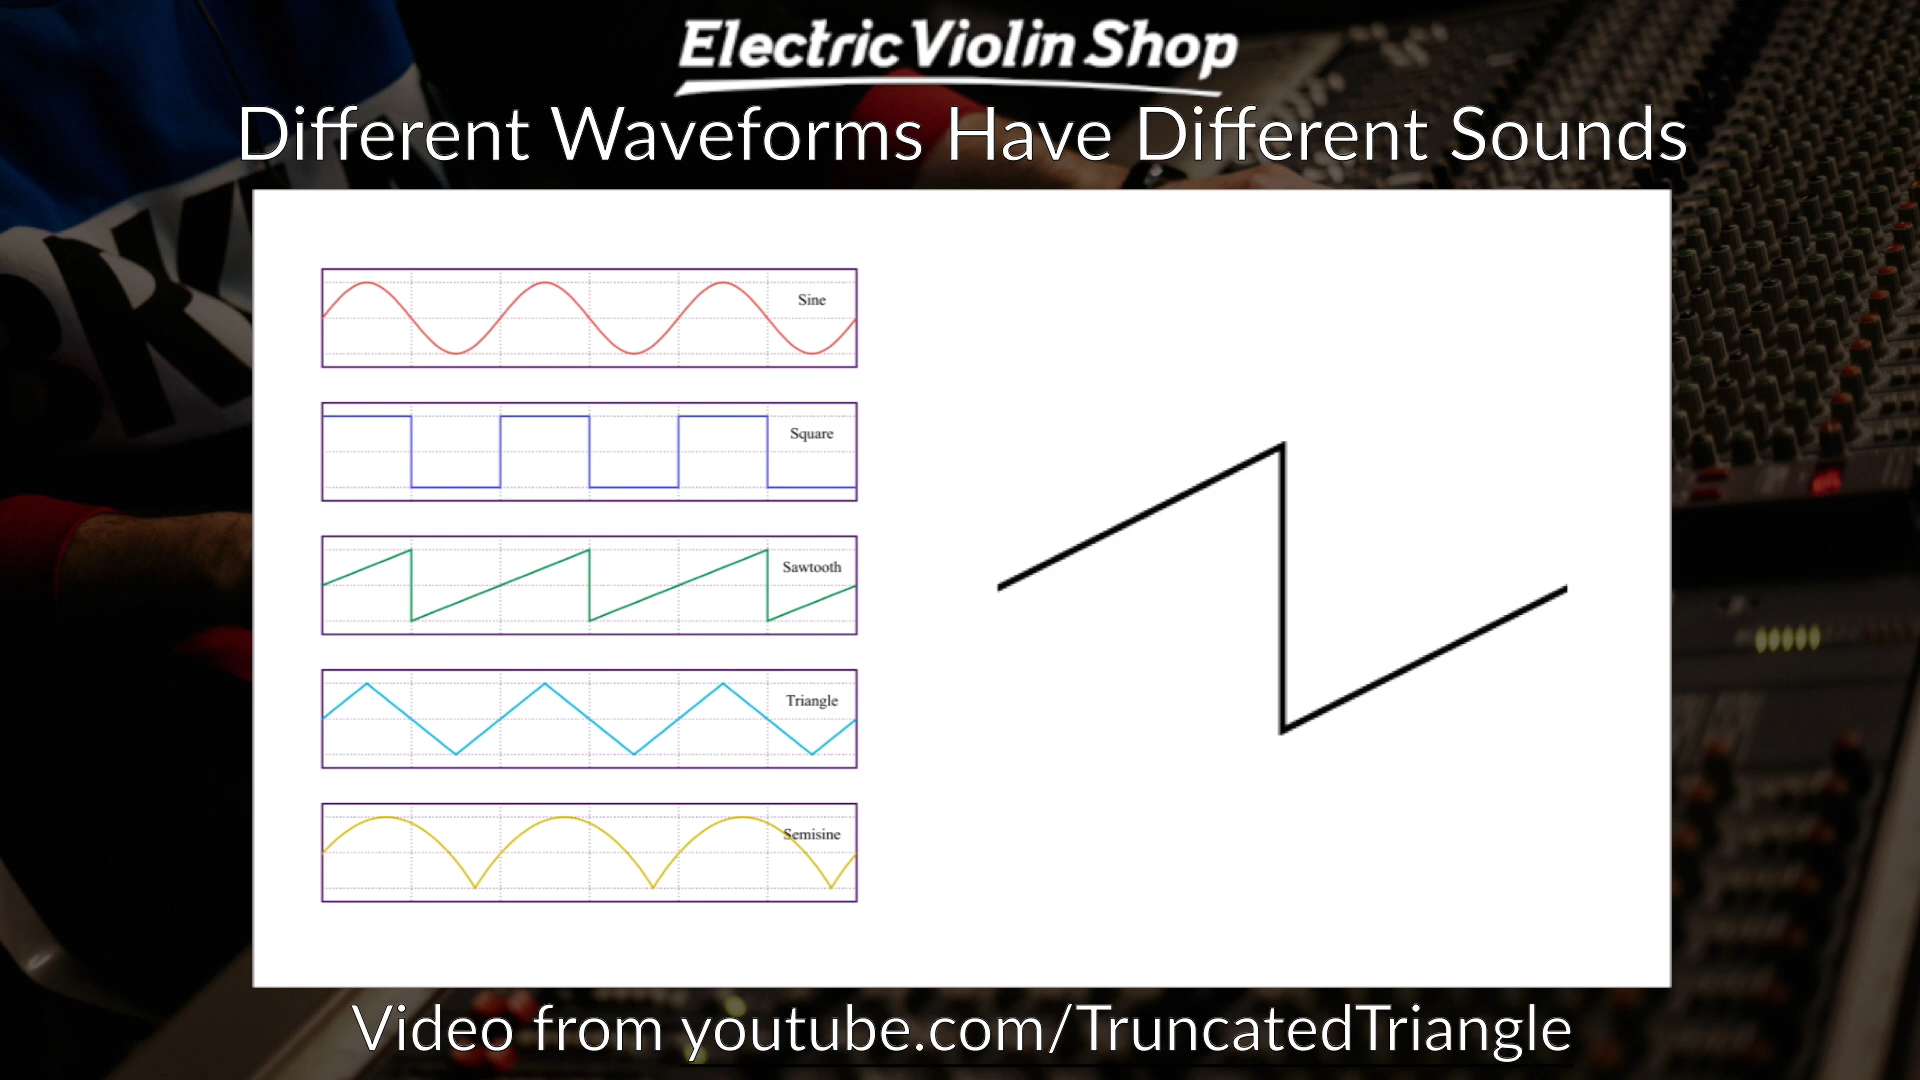 Electric Violin Shop
Different Waveforms Have Different Sounds
Sine
Square
Sawtooth
Triangle
Semisine
Video from youtube.com/TruncatedTriangle